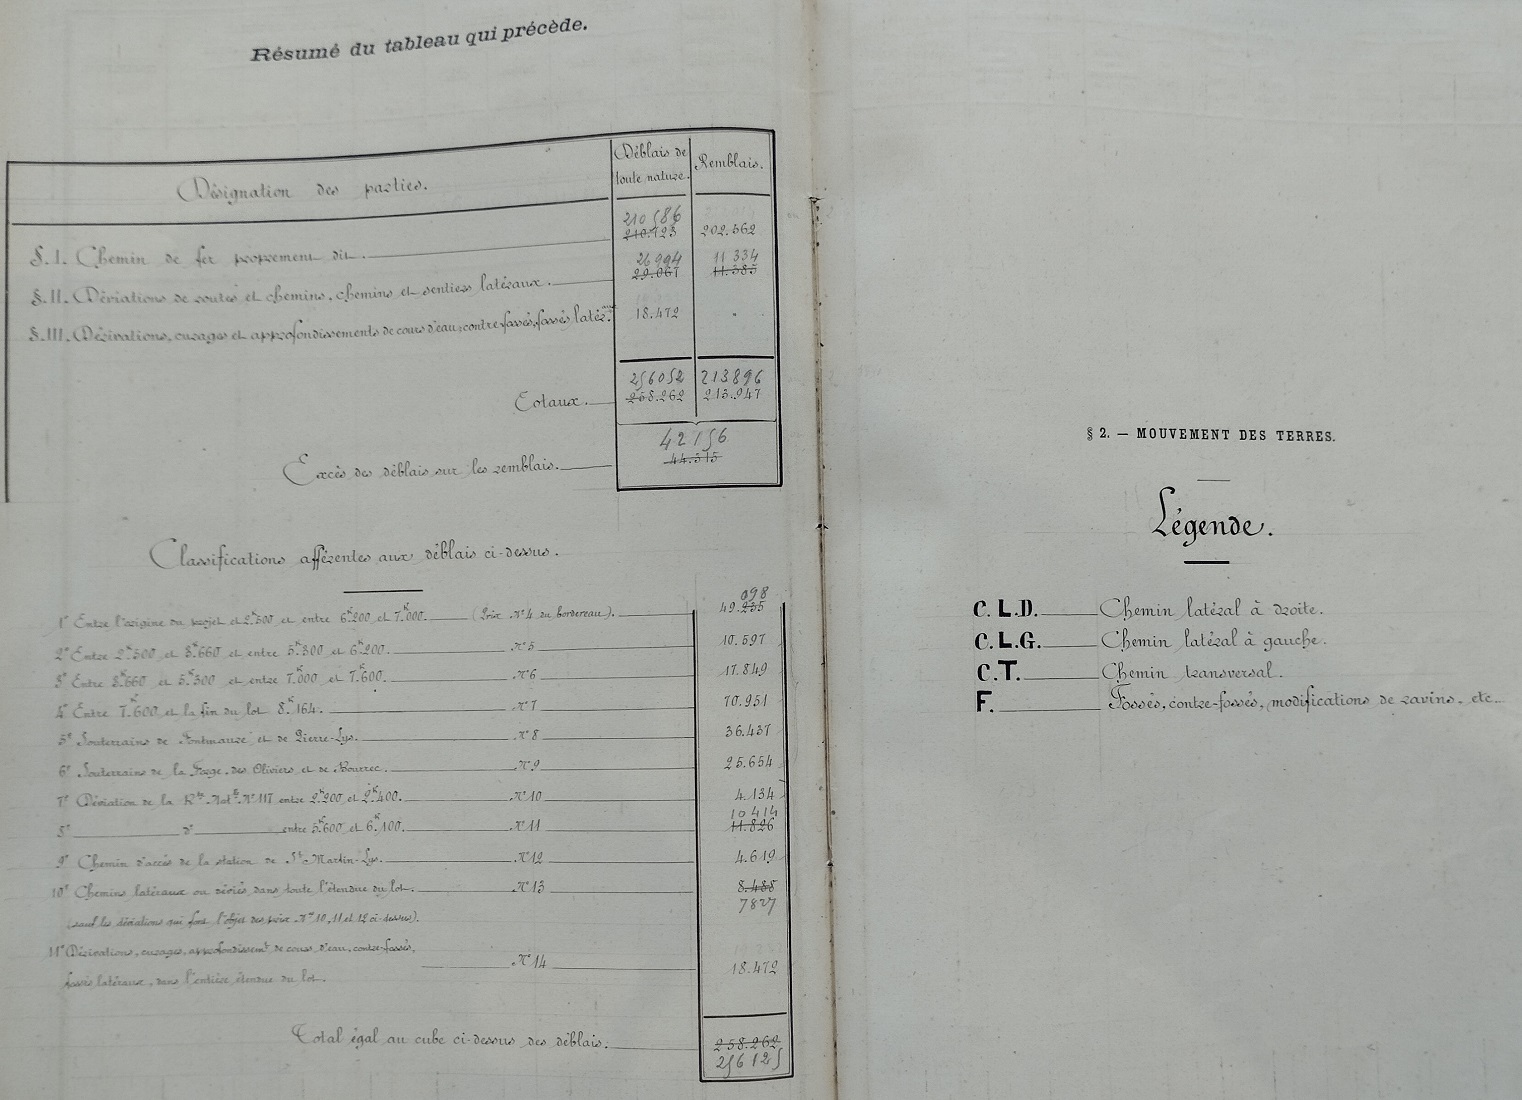 Résumé du tableau qui précède.
Désignation des parties. Déblais de toute nature. Remblais.
210586
§. I. Chemin de fer proprement dit. 210.723 202.562
26994 11334
§. II. Déviations de routes et chemins, chemins et sentiers latéraux. 29.067 11.385
§. III. Dérivations, curages et approfondissements de cours d'eau, contre-fossés, fossés latér.aux 18.472
256052 213896
Totaux. 258.262 213.947
42156
Excès des déblais sur les remblais. 44.315
Classifications afférentes aux déblais ci-dessus.
098
1° Entre l'origine du projet et 2K.500 et entre 6K.200 et 7K.000. (Prix N°4 du bordereau). 49.255
2° Entre 2K.500 et 3K.660 et entre 5K.300 et 6K.200. N°5 10.597
3° Entre 3K.660 et 5K.300 et entre 7K.000 et 7K.600. N°6 17.849
4° Entre 7K.600 et la fin du lot 8K.164. N°7 70.951
5° Souterrains de Fontmaure et de Pierre-Lys. N°8 36.437
6° Souterrains de la Forge, des Oliviers et de Bourrec. N°9 25.654
7° Déviation de la Rte Natle N°117 entre 2K.200 et 2K.400. N°10 4.134
10414
8° d° entre 5K.600 et 6K.100. N°11 11.826
9° Chemin d'accès de la station de St Martin-Lys. N°12 4.619
10° Chemins latéraux ou déviés dans toute l'étendue du lot. N°13 8.488
(sauf les déviations qui font l'objet des prix Nos 10, 11 et 12 ci-dessus). 7827
11° Dérivations, curages, approfondissemt de cours d'eau, contre-fossés,
fossés latéraux, dans l'entière étendue du lot. N°14 18.472
Total égal au cube ci-dessus des déblais. 258.262
256125
§ 2. — MOUVEMENT DES TERRES.
Légende.
C.L.D. Chemin latéral à droite.
C.L.G. Chemin latéral à gauche.
C.T. Chemin transversal.
F. Fossés, contre-fossés, modifications de ravins, etc...